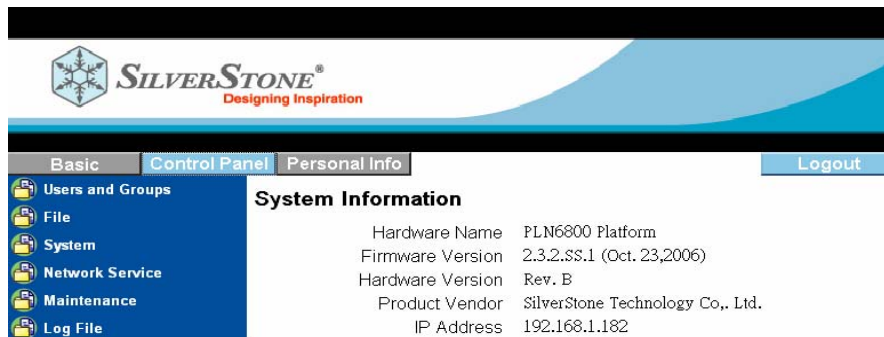 SILVERSTONE®
Designing Inspiration
Basic Control Panel Personal Info Logout
Users and Groups
File
System
Network Service
Maintenance
Log File
System Information
Hardware Name PLN6800 Platform
Firmware Version 2.3.2.SS.1 (Oct. 23,2006)
Hardware Version Rev. B
Product Vendor SilverStone Technology Co,. Ltd.
IP Address 192.168.1.182